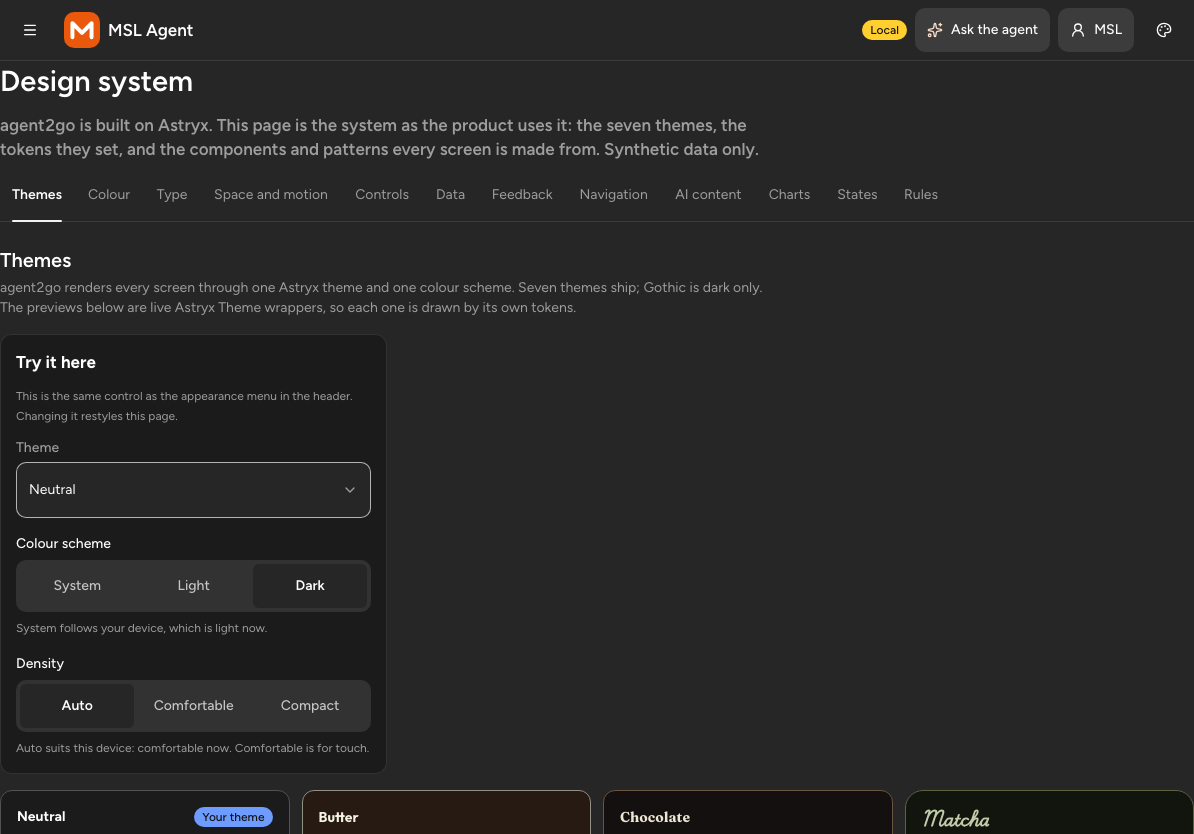 MSL Agent
Local
Ask the agent
MSL
Design system
agent2go is built on Astryx. This page is the system as the product uses it: the seven themes, the
tokens they set, and the components and patterns every screen is made from. Synthetic data only.
Themes Colour Type Space and motion Controls Data Feedback Navigation AI content Charts States Rules
Themes
agent2go renders every screen through one Astryx theme and one colour scheme. Seven themes ship; Gothic is dark only.
The previews below are live Astryx Theme wrappers, so each one is drawn by its own tokens.
Try it here
This is the same control as the appearance menu in the header.
Changing it restyles this page.
Theme
Neutral
Colour scheme
System Light Dark
System follows your device, which is light now.
Density
Auto Comfortable Compact
Auto suits this device: comfortable now. Comfortable is for touch.
Neutral Your theme
Butter
Chocolate
Matcha